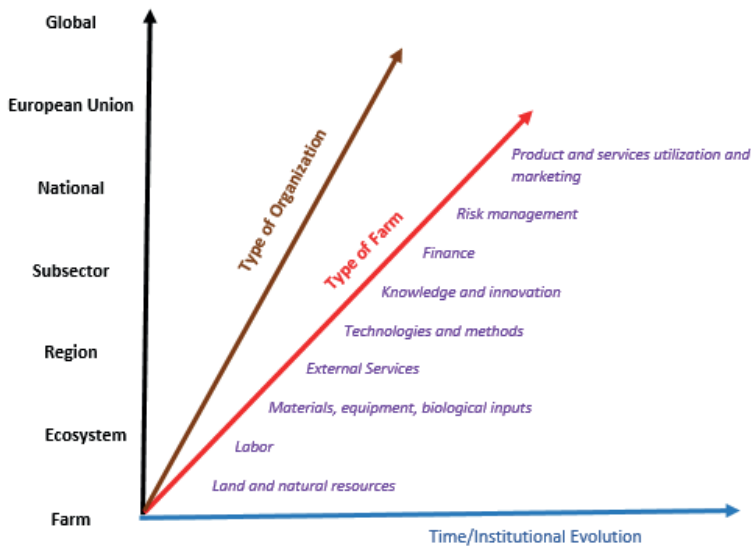 Global
European Union
National
Subsector
Region
Ecosystem
Farm
Type of Organization
Type of Farm
Product and services utilization and
marketing
Risk management
Finance
Knowledge and innovation
Technologies and methods
External Services
Materials, equipment, biological inputs
Labor
Land and natural resources
Time/Institutional Evolution